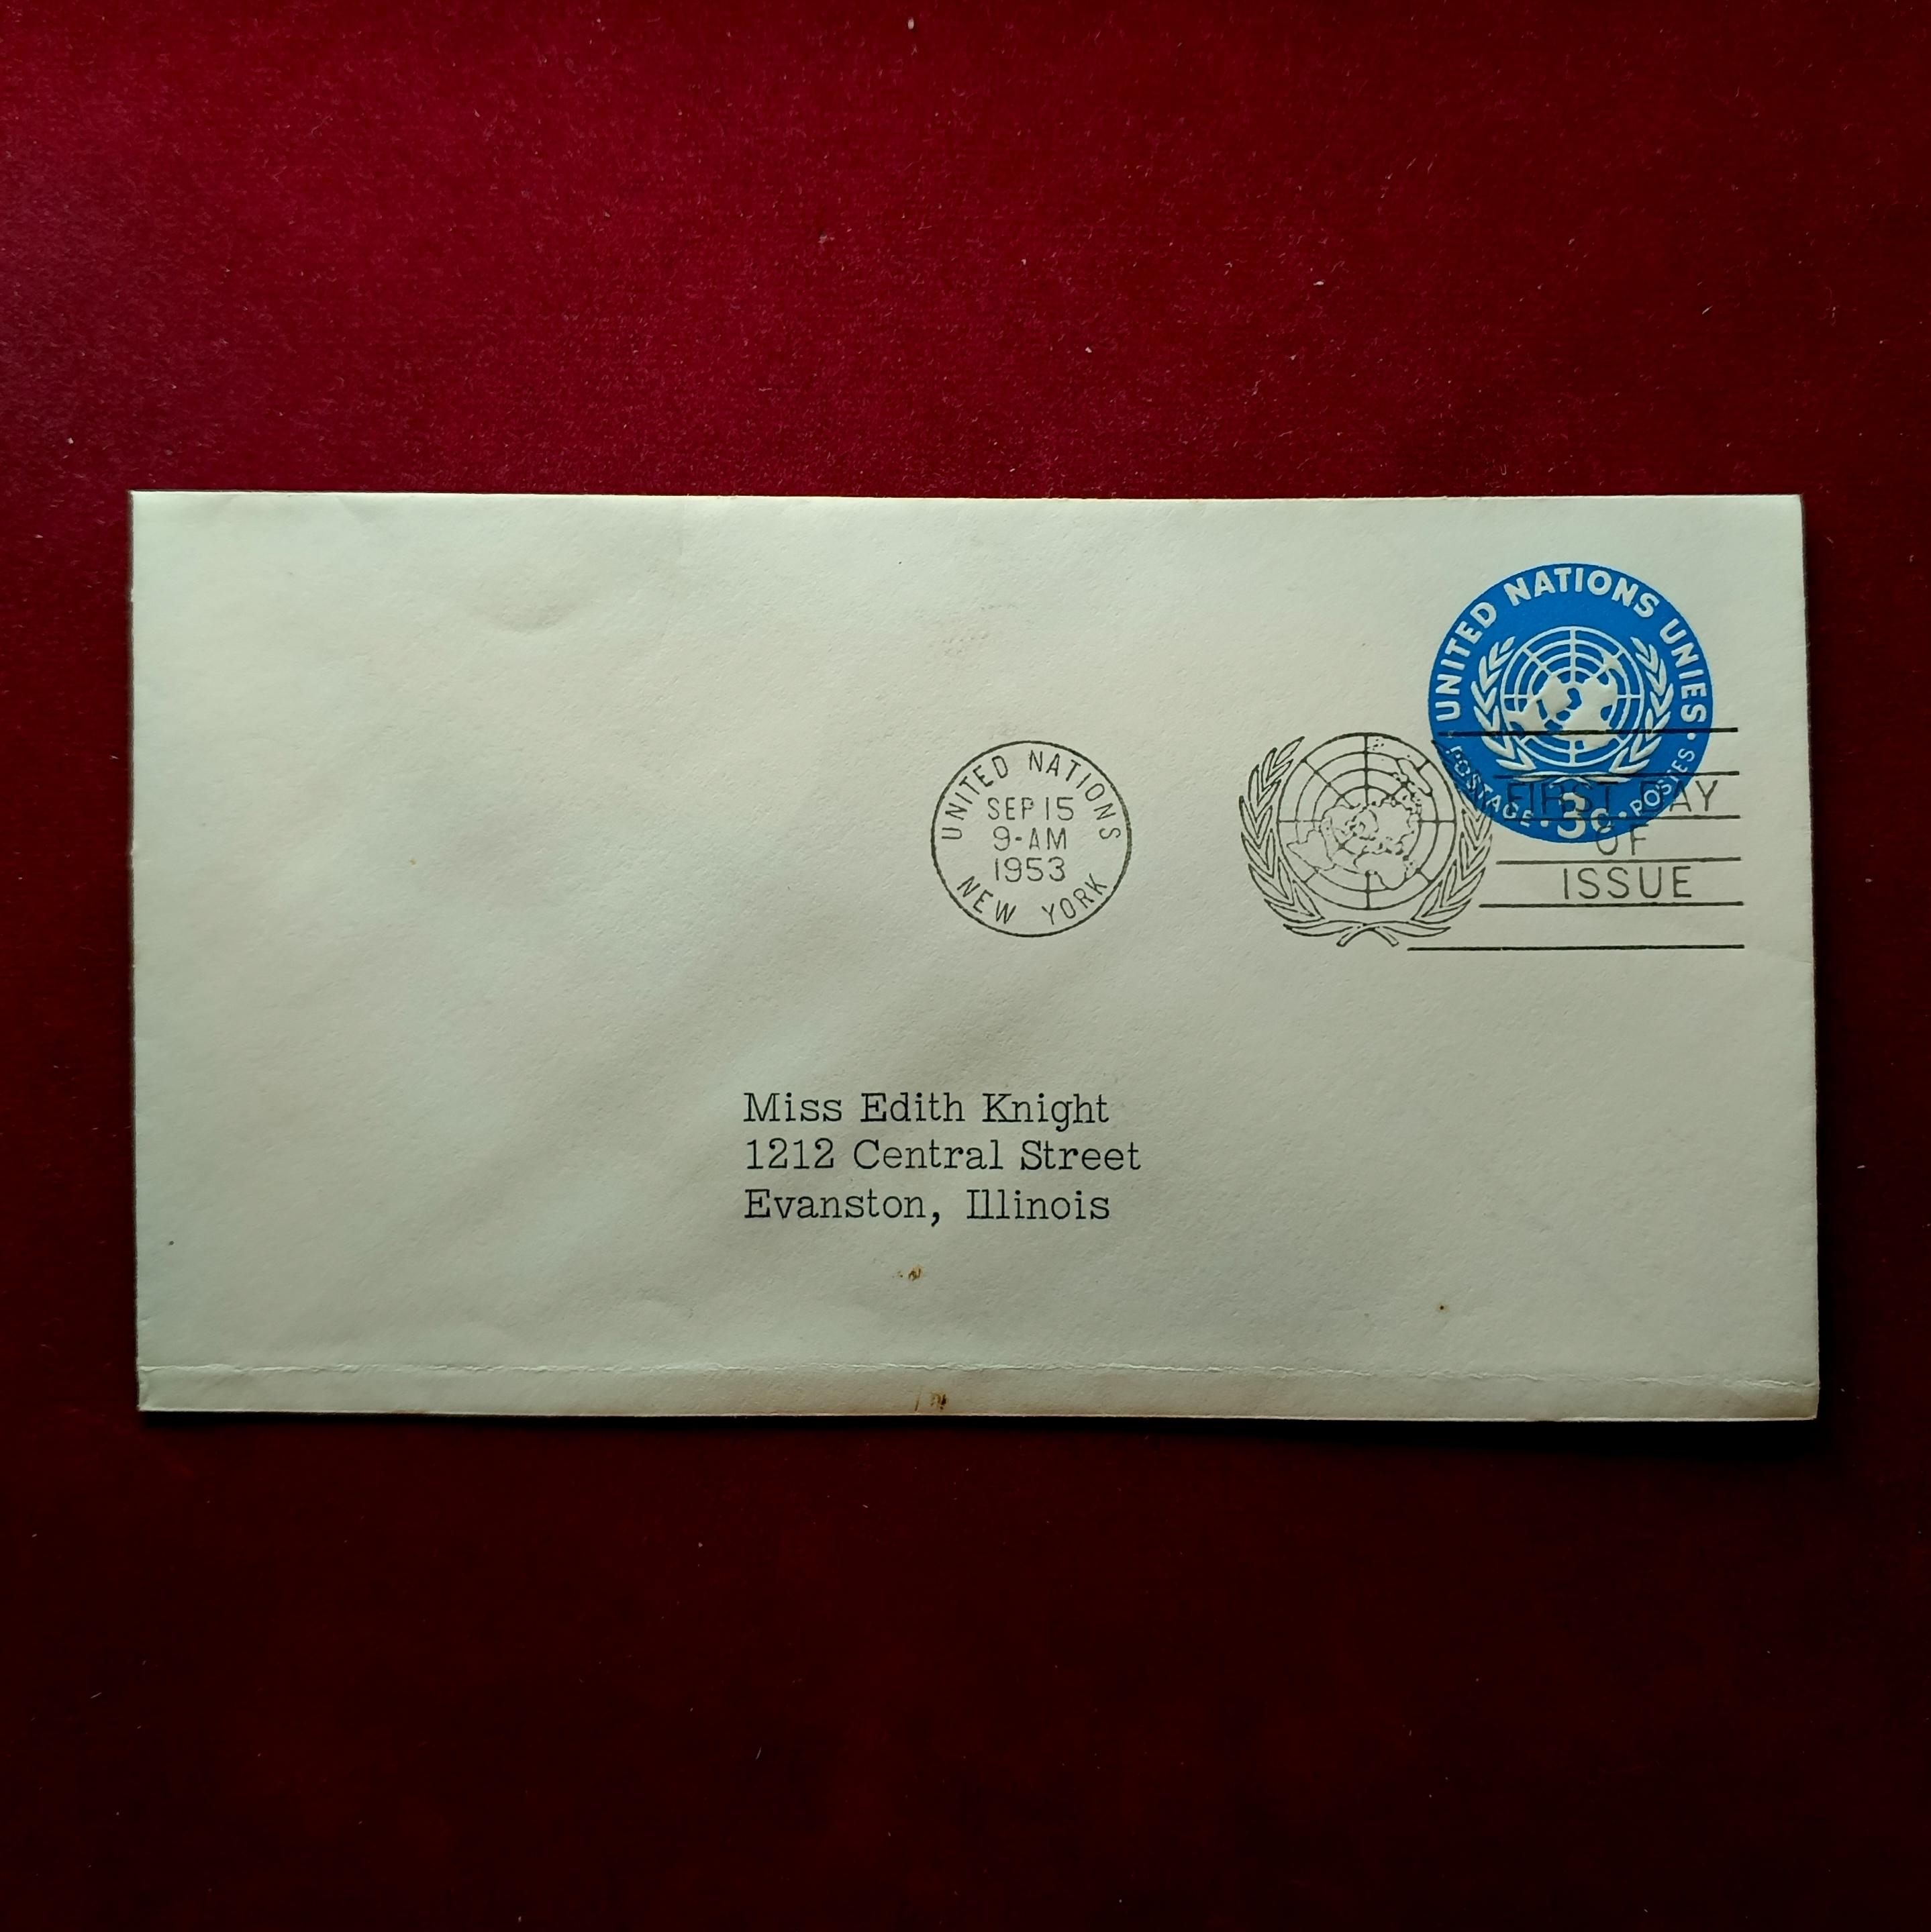 UNITED NATIONS UNIES
POSTAGE · 3c · POSTES
UNITED NATIONS
SEP 15
9-AM
1953
NEW YORK
FIRST DAY
OF
ISSUE
Miss Edith Knight
1212 Central Street
Evanston, Illinois